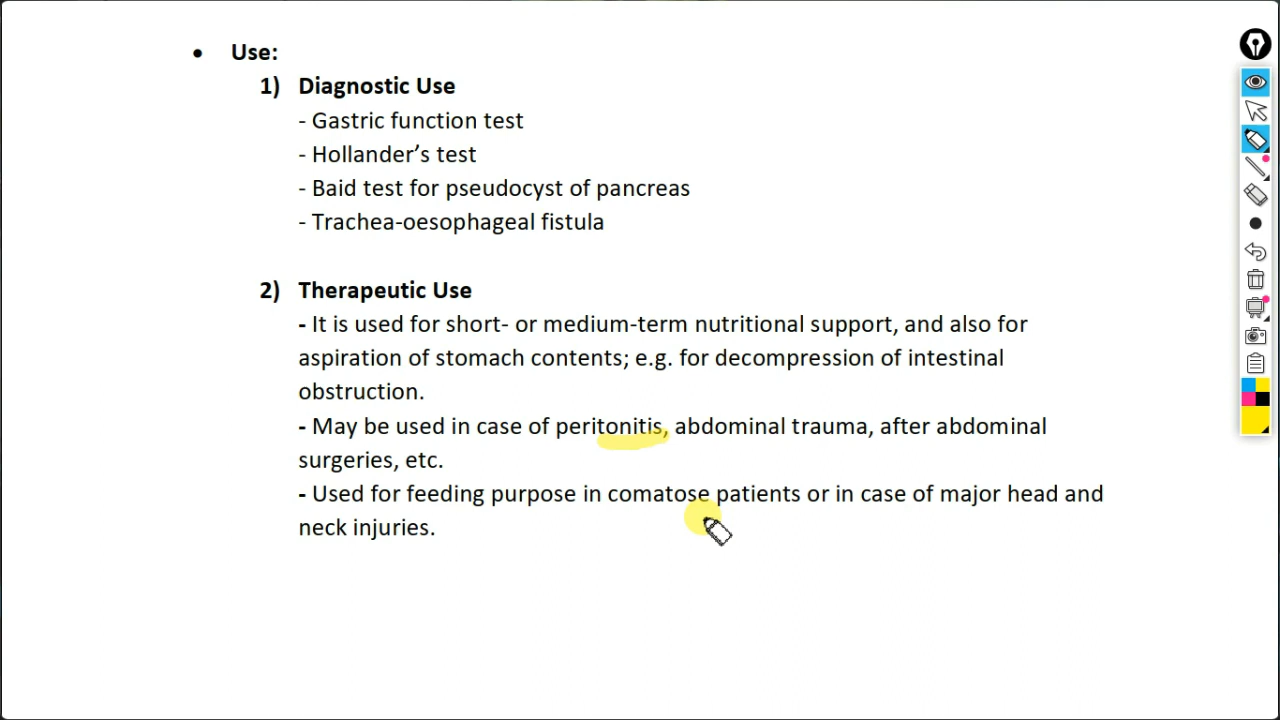 • Use:
1) Diagnostic Use
- Gastric function test
- Hollander’s test
- Baid test for pseudocyst of pancreas
- Trachea-oesophageal fistula
2) Therapeutic Use
- It is used for short- or medium-term nutritional support, and also for
aspiration of stomach contents; e.g. for decompression of intestinal
obstruction.
- May be used in case of peritonitis, abdominal trauma, after abdominal
surgeries, etc.
- Used for feeding purpose in comatose patients or in case of major head and
neck injuries.